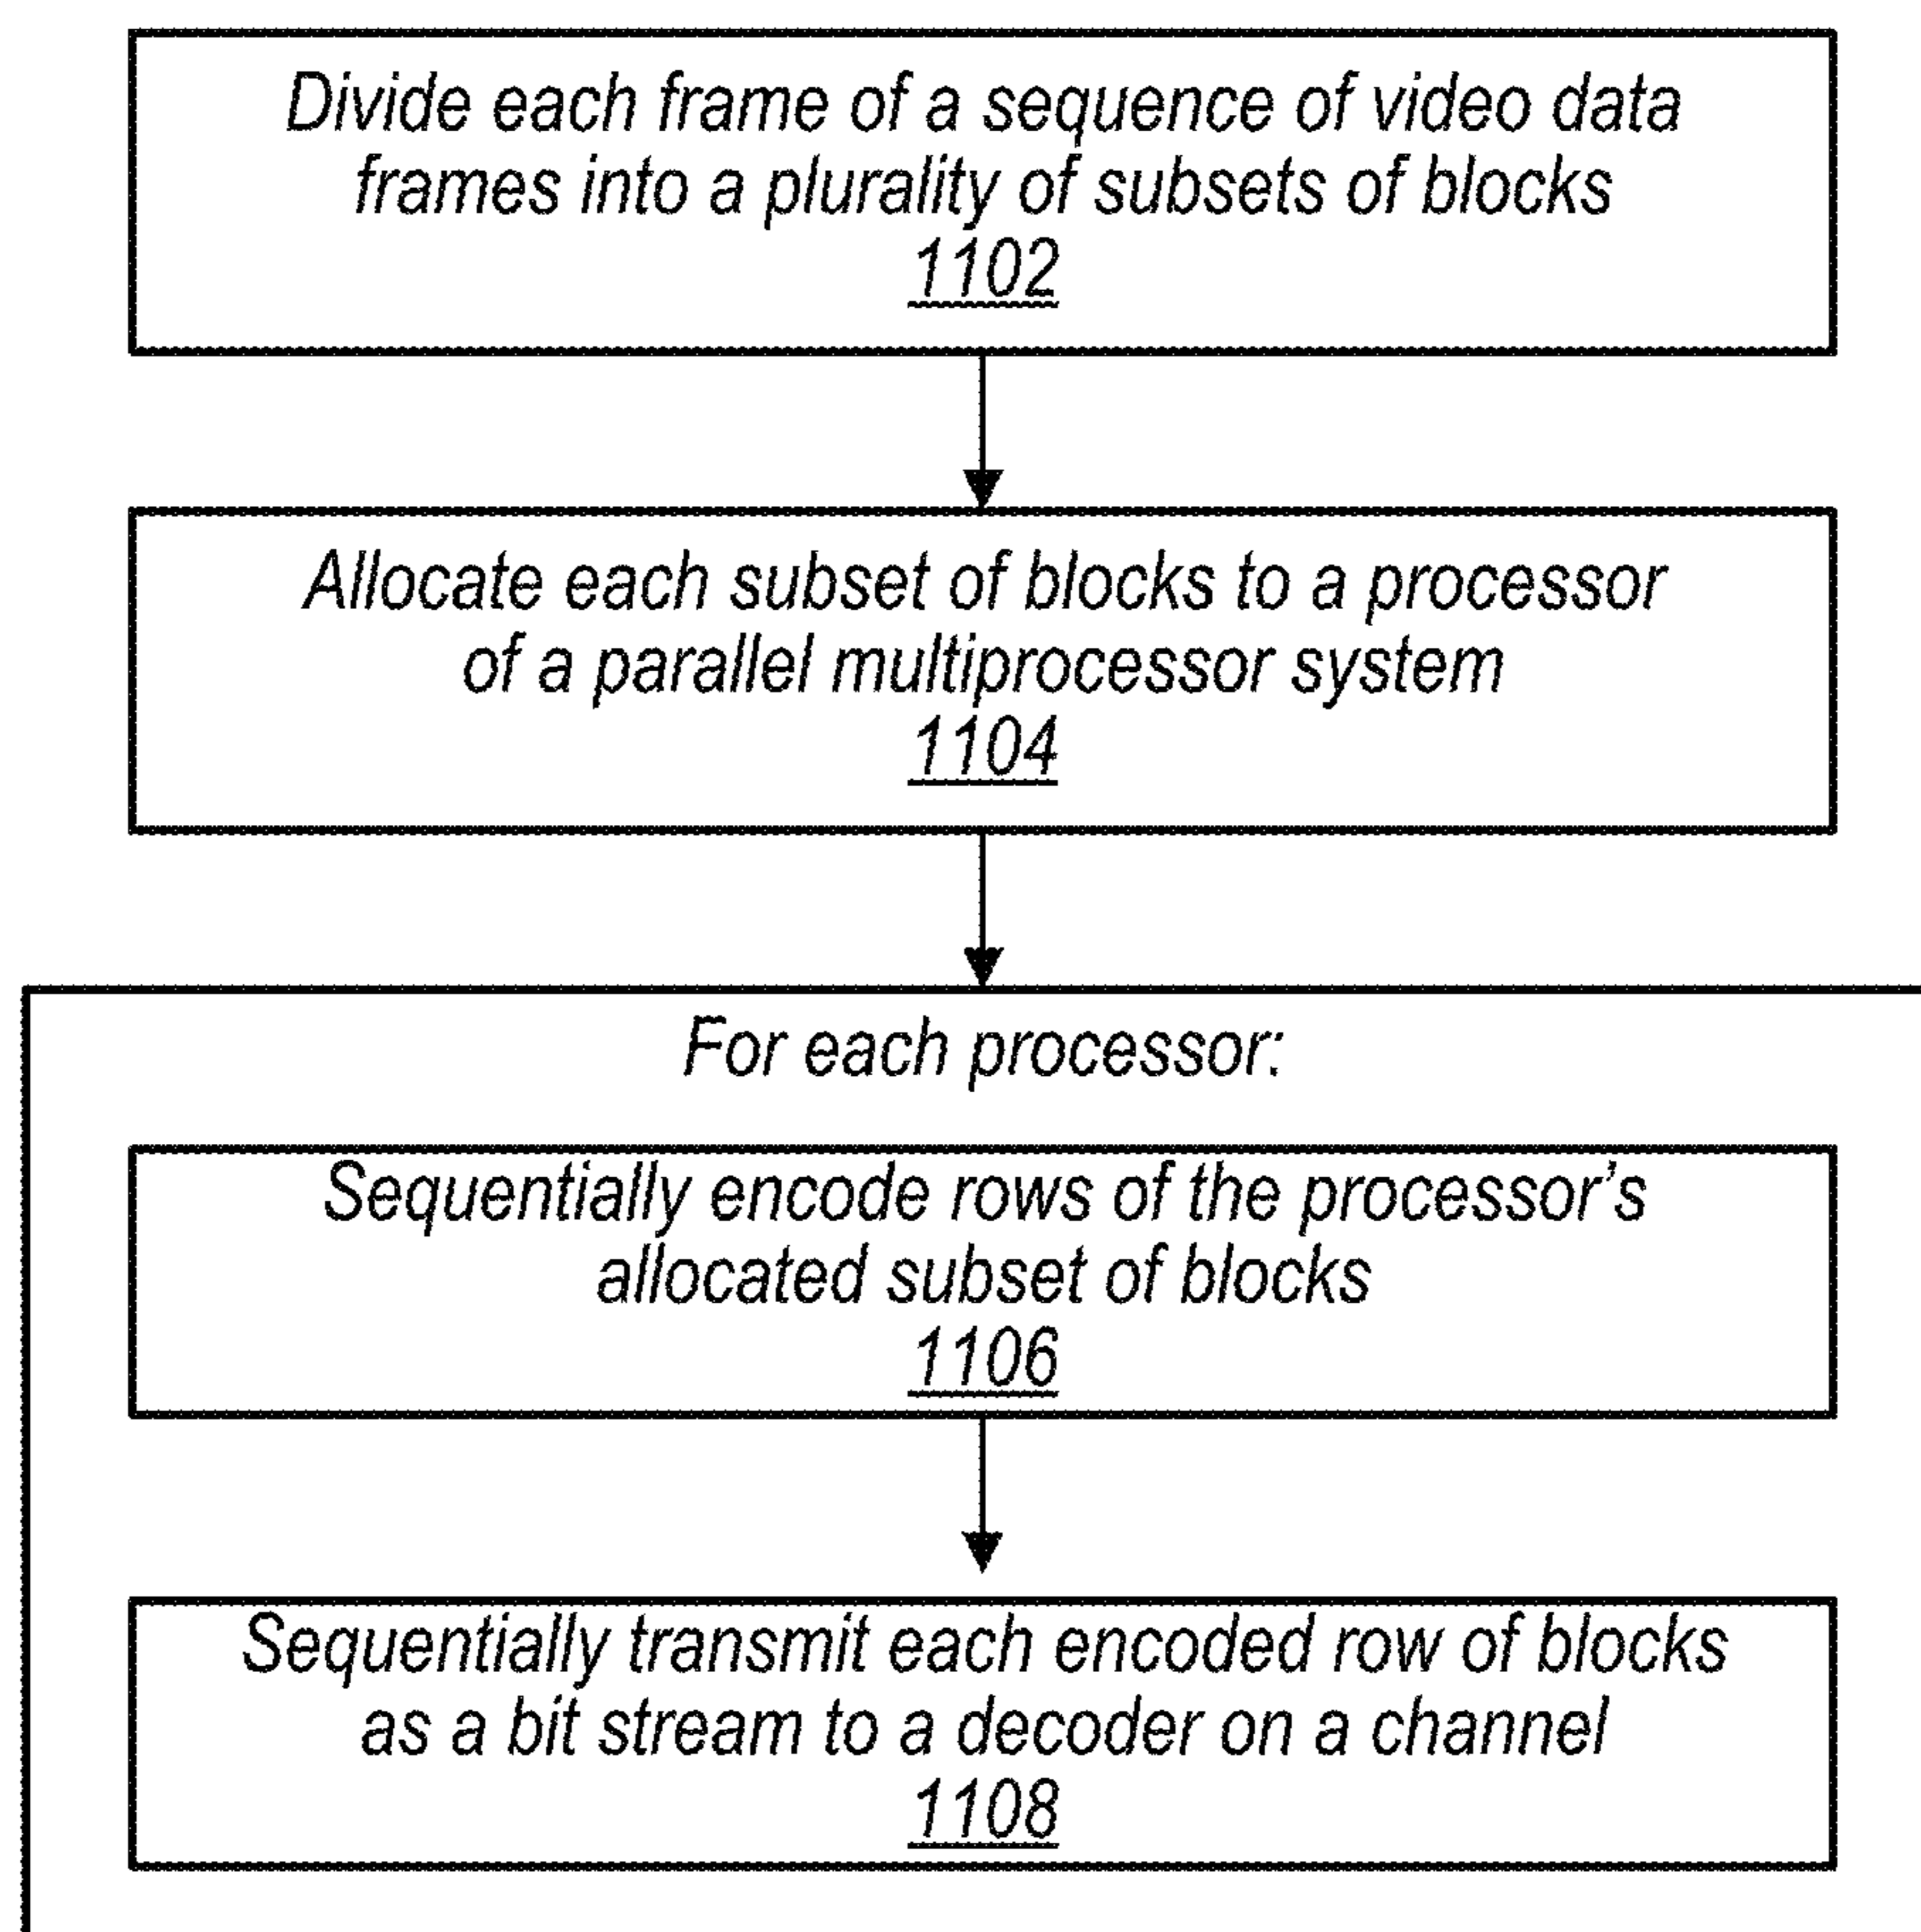 Divide each frame of a sequence of video data
frames into a plurality of subsets of blocks
1102
Allocate each subset of blocks to a processor
of a parallel multiprocessor system
1104
For each processor:
Sequentially encode rows of the processor's
allocated subset of blocks
1106
Sequentially transmit each encoded row of blocks
as a bit stream to a decoder on a channel
1108